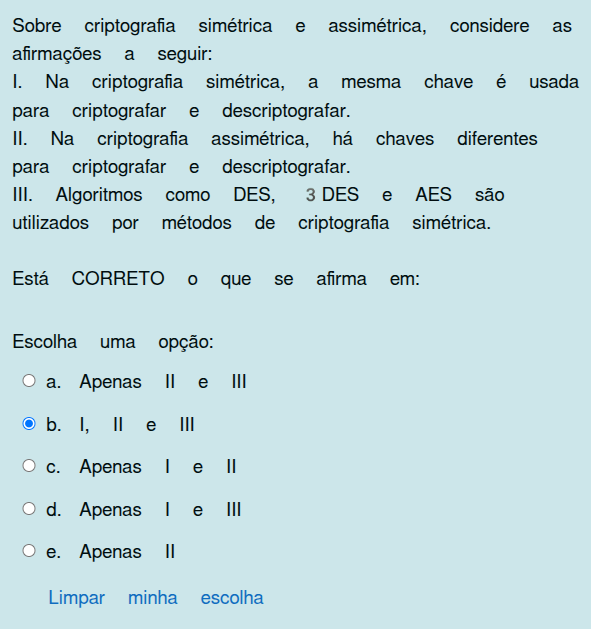 Sobre criptografia simétrica e assimétrica, considere as
afirmações a seguir:
I. Na criptografia simétrica, a mesma chave é usada
para criptografar e descriptografar.
II. Na criptografia assimétrica, há chaves diferentes
para criptografar e descriptografar.
III. Algoritmos como DES, 3 DES e AES são
utilizados por métodos de criptografia simétrica.
Está CORRETO o que se afirma em:
Escolha uma opção:
a. Apenas II e III
b. I, II e III
c. Apenas I e II
d. Apenas I e III
e. Apenas II
Limpar minha escolha